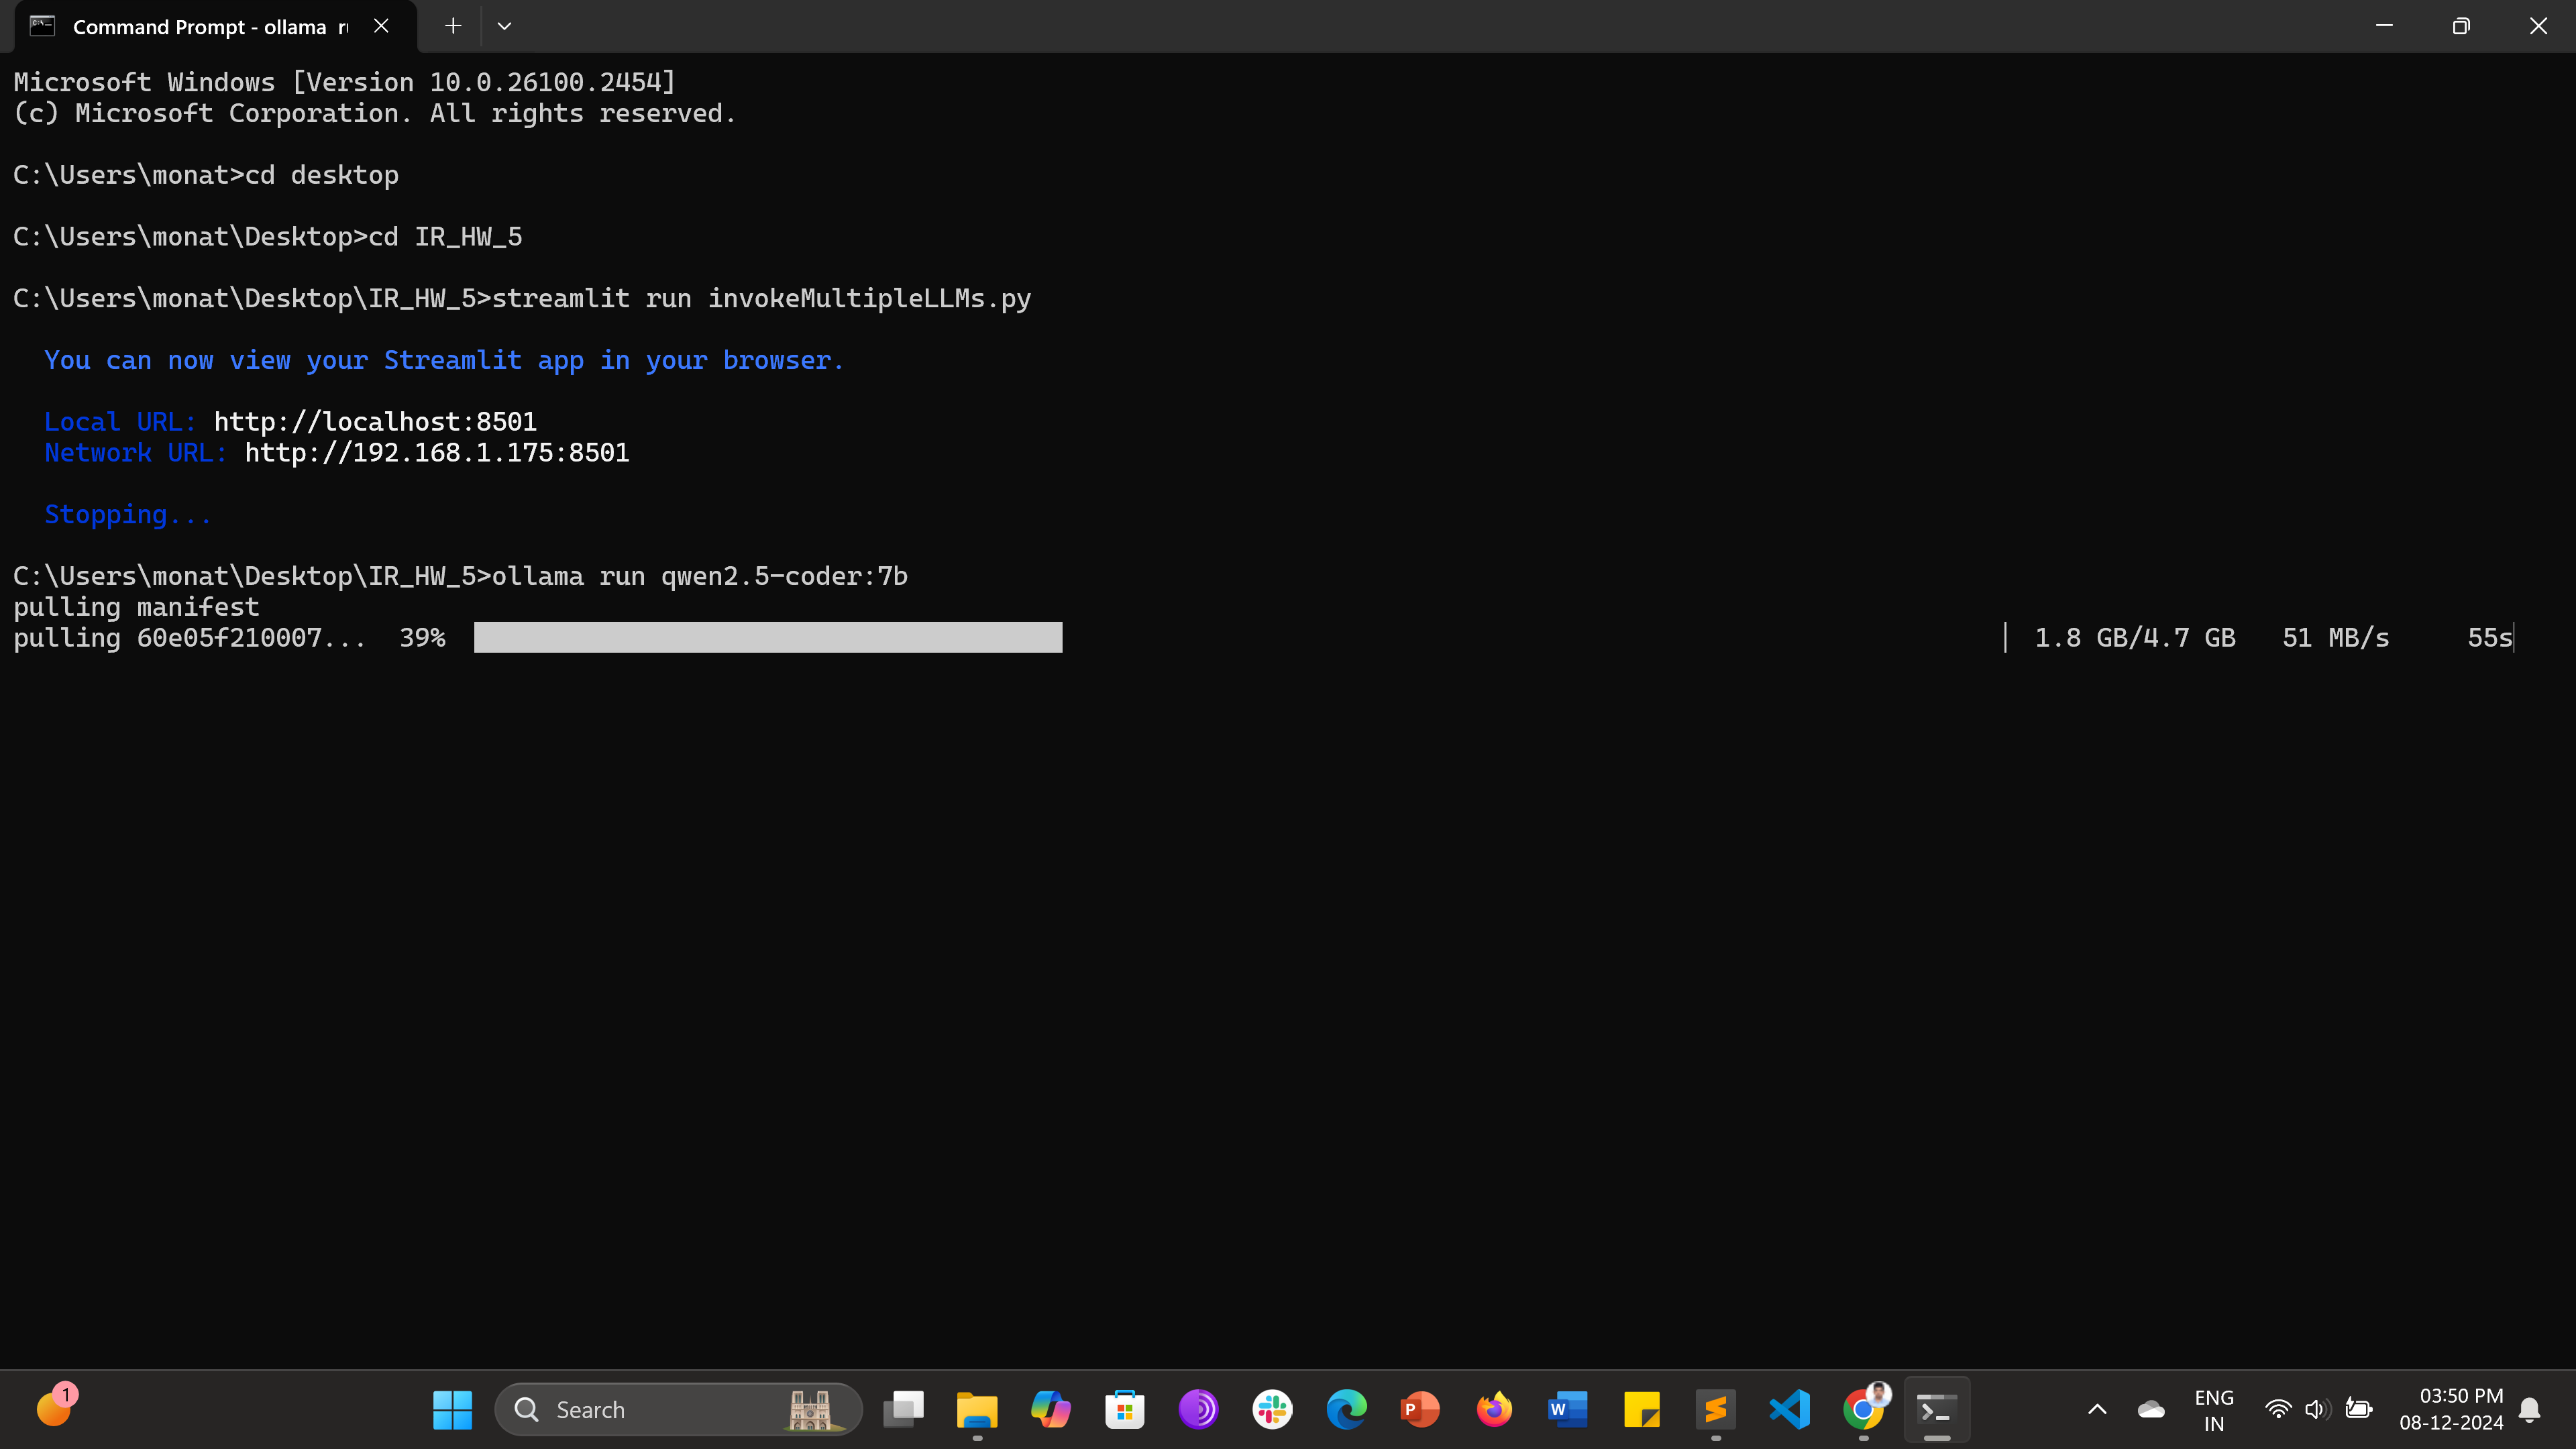 Command Prompt - ollama r
Microsoft Windows [Version 10.0.26100.2454]
(c) Microsoft Corporation. All rights reserved.
C:\Users\monat>cd desktop
C:\Users\monat\Desktop>cd IR_HW_5
C:\Users\monat\Desktop\IR_HW_5>streamlit run invokeMultipleLLMs.py
You can now view your Streamlit app in your browser.
Local URL: http://localhost:8501
Network URL: http://192.168.1.175:8501
Stopping...
C:\Users\monat\Desktop\IR_HW_5>ollama run qwen2.5-coder:7b
pulling manifest
pulling 60e05f210007... 39% 1.8 GB/4.7 GB 51 MB/s 55s
1
Search
P
W
ENG
IN
03:50 PM
08-12-2024